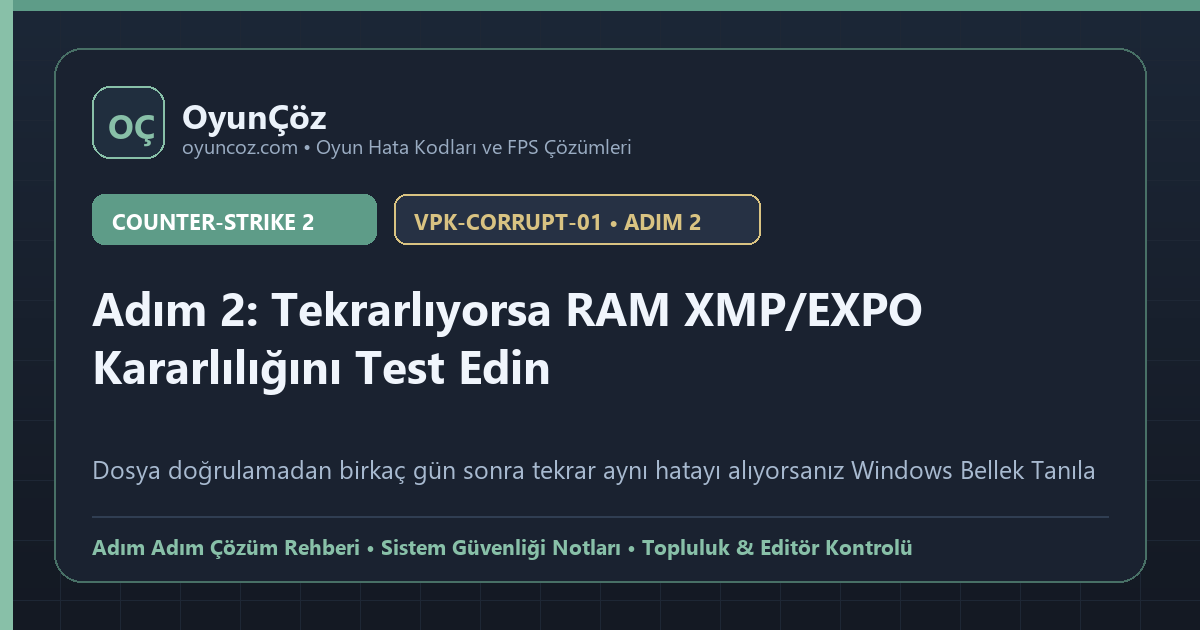 OÇ
OyunÇöz
oyuncoz.com • Oyun Hata Kodları ve FPS Çözümleri
COUNTER-STRIKE 2
VPK-CORRUPT-01 • ADIM 2
Adım 2: Tekrarlıyorsa RAM XMP/EXPO
Kararlılığını Test Edin
Dosya doğrulamadan birkaç gün sonra tekrar aynı hatayı alıyorsanız Windows Bellek Tanıla
Adım Adım Çözüm Rehberi • Sistem Güvenliği Notları • Topluluk & Editör Kontrolü